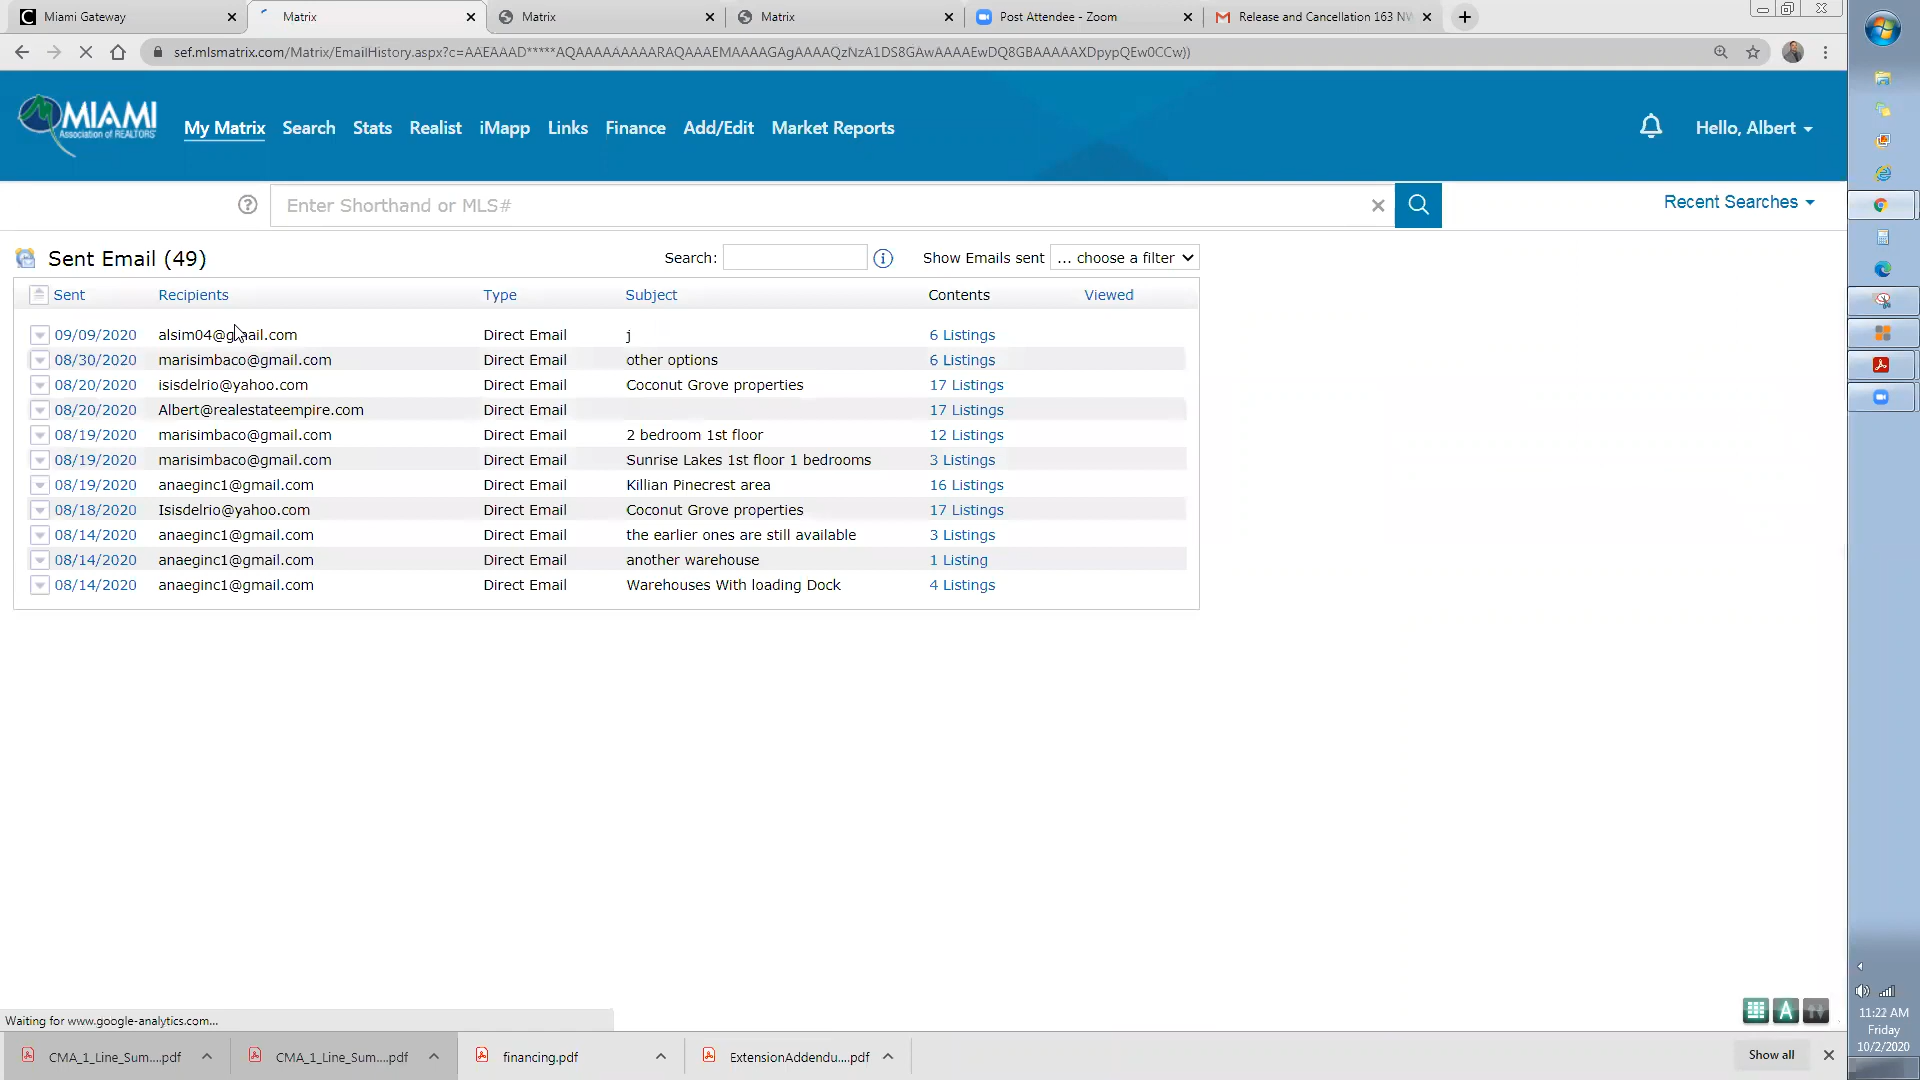 Miami Gateway
Matrix
Matrix
Matrix
Post Attendee - Zoom
Release and Cancellation 163 NW
sef.mlsmatrix.com/Matrix/EmailHistory.aspx?c=AAEAAAD*****AQAAAAAAAAARAQAAAEMAAAAGAgAAAAQzNzA1DS8GAwAAAAEwDQ8GBAAAAAXDpypQEw0CCw))
MIAMI
Association of REALTORS®
My Matrix Search Stats Realist iMapp Links Finance Add/Edit Market Reports
Hello, Albert
Enter Shorthand or MLS#
Recent Searches
Sent Email (49)
Search:
Show Emails sent
... choose a filter
Sent Recipients Type Subject Contents Viewed
09/09/2020 alsim04@gmail.com Direct Email j 6 Listings
08/30/2020 marisimbaco@gmail.com Direct Email other options 6 Listings
08/20/2020 isisdelrio@yahoo.com Direct Email Coconut Grove properties 17 Listings
08/20/2020 Albert@realestateempire.com Direct Email 17 Listings
08/19/2020 marisimbaco@gmail.com Direct Email 2 bedroom 1st floor 12 Listings
08/19/2020 marisimbaco@gmail.com Direct Email Sunrise Lakes 1st floor 1 bedrooms 3 Listings
08/19/2020 anaeginc1@gmail.com Direct Email Killian Pinecrest area 16 Listings
08/18/2020 Isisdelrio@yahoo.com Direct Email Coconut Grove properties 17 Listings
08/14/2020 anaeginc1@gmail.com Direct Email the earlier ones are still available 3 Listings
08/14/2020 anaeginc1@gmail.com Direct Email another warehouse 1 Listing
08/14/2020 anaeginc1@gmail.com Direct Email Warehouses With loading Dock 4 Listings
Waiting for www.google-analytics.com...
CMA_1_Line_Sum....pdf
CMA_1_Line_Sum....pdf
financing.pdf
ExtensionAddendu....pdf
Show all
11:22 AM
Friday
10/2/2020